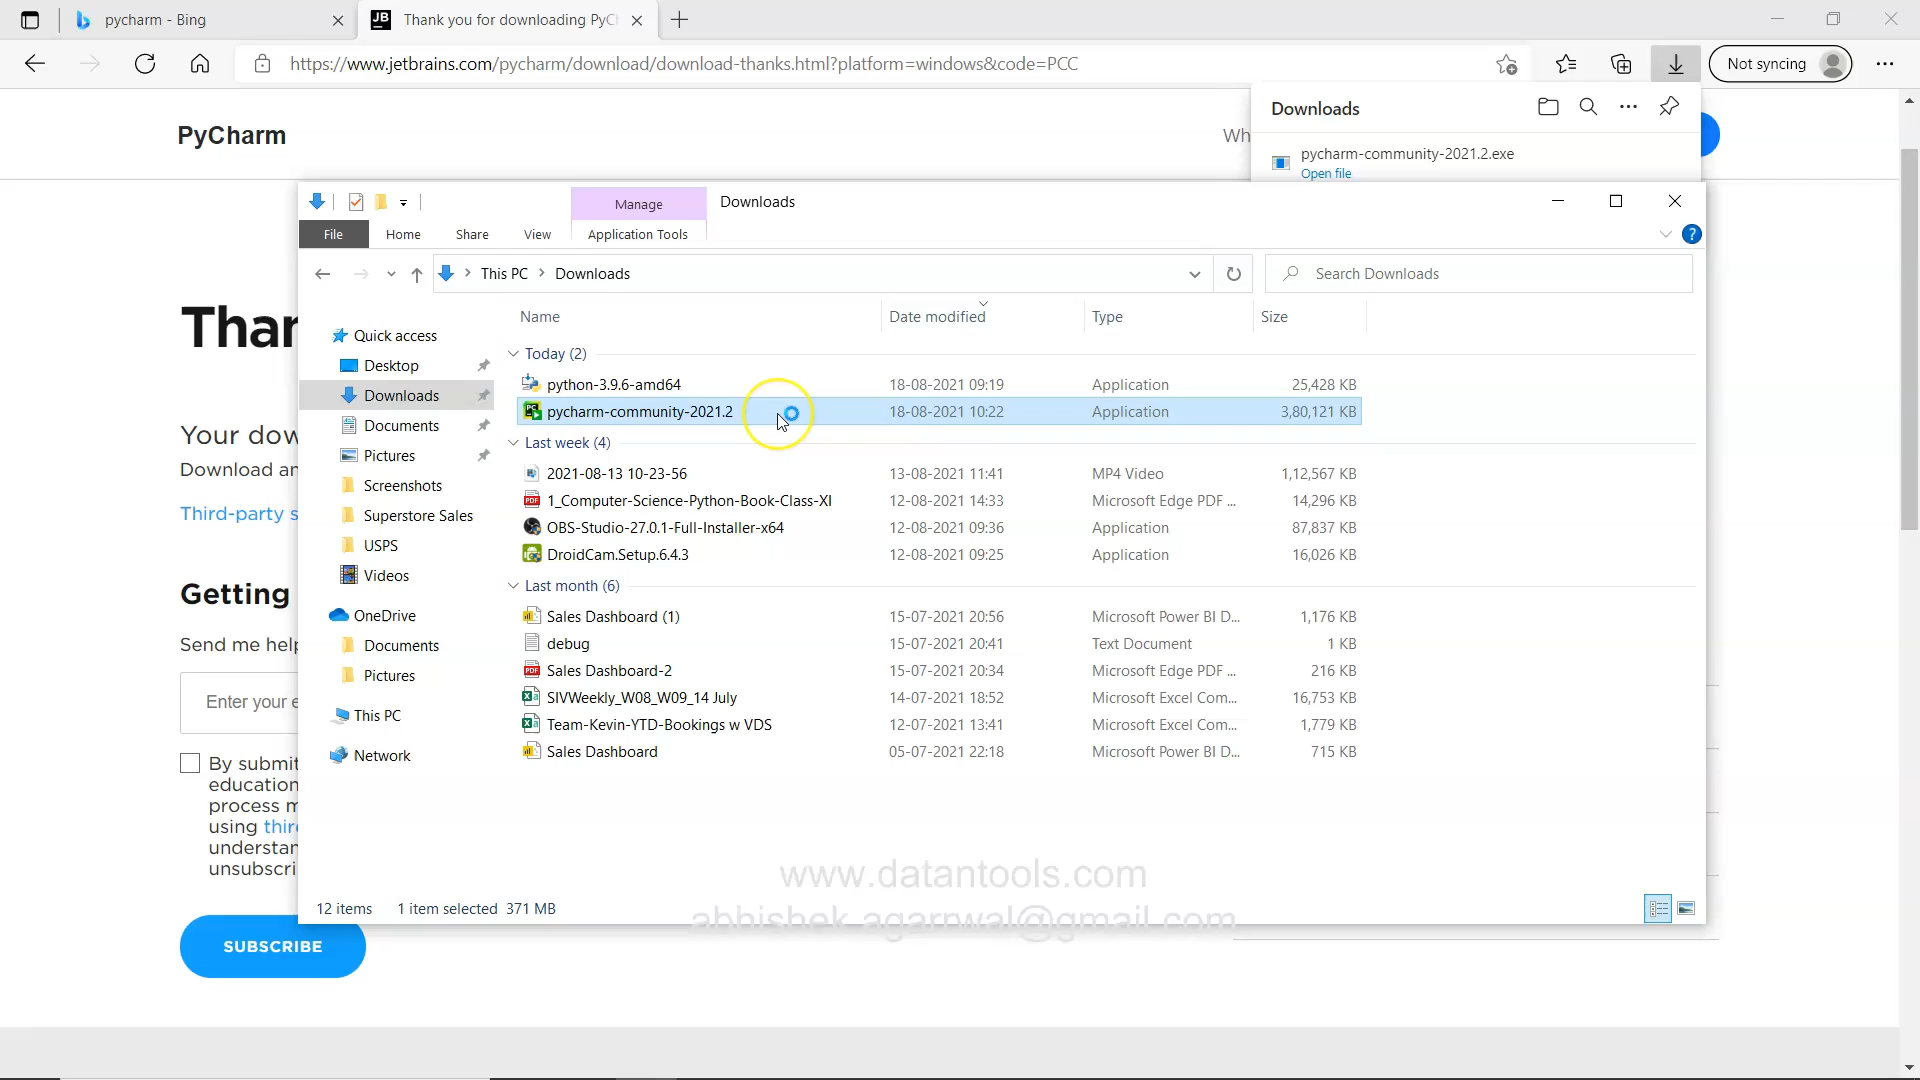 pycharm - Bing
JB Thank you for downloading PyC
https://www.jetbrains.com/pycharm/download/download-thanks.html?platform=windows&code=PCC
Not syncing
PyCharm
Wh
Downloads
pycharm-community-2021.2.exe
Open file
Manage
Downloads
File Home Share View Application Tools
?
This PC > Downloads
Search Downloads
Name Date modified Type Size
Quick access
Desktop
Downloads
Documents
Pictures
Screenshots
Superstore Sales
USPS
Videos
OneDrive
Documents
Pictures
This PC
Network
Today (2)
python-3.9.6-amd64 18-08-2021 09:19 Application 25,428 KB
pycharm-community-2021.2 18-08-2021 10:22 Application 3,80,121 KB
Last week (4)
2021-08-13 10-23-56 13-08-2021 11:41 MP4 Video 1,12,567 KB
1_Computer-Science-Python-Book-Class-XI 12-08-2021 14:33 Microsoft Edge PDF ... 14,296 KB
OBS-Studio-27.0.1-Full-Installer-x64 12-08-2021 09:36 Application 87,837 KB
DroidCam.Setup.6.4.3 12-08-2021 09:25 Application 16,026 KB
Last month (6)
Sales Dashboard (1) 15-07-2021 20:56 Microsoft Power BI D... 1,176 KB
debug 15-07-2021 20:41 Text Document 1 KB
Sales Dashboard-2 15-07-2021 20:34 Microsoft Edge PDF ... 216 KB
SIVWeekly_W08_W09_14 July 14-07-2021 18:52 Microsoft Excel Com... 16,753 KB
Team-Kevin-YTD-Bookings w VDS 12-07-2021 13:41 Microsoft Excel Com... 1,779 KB
Sales Dashboard 05-07-2021 22:18 Microsoft Power BI D... 715 KB
12 items 1 item selected 371 MB
Than
Your dow
Download an
Third-party s
Getting
Send me help
Enter your e
By submit
education
process m
using third
understan
unsubscri
SUBSCRIBE
www.datantools.com
abhishek.agarrwal@gmail.com